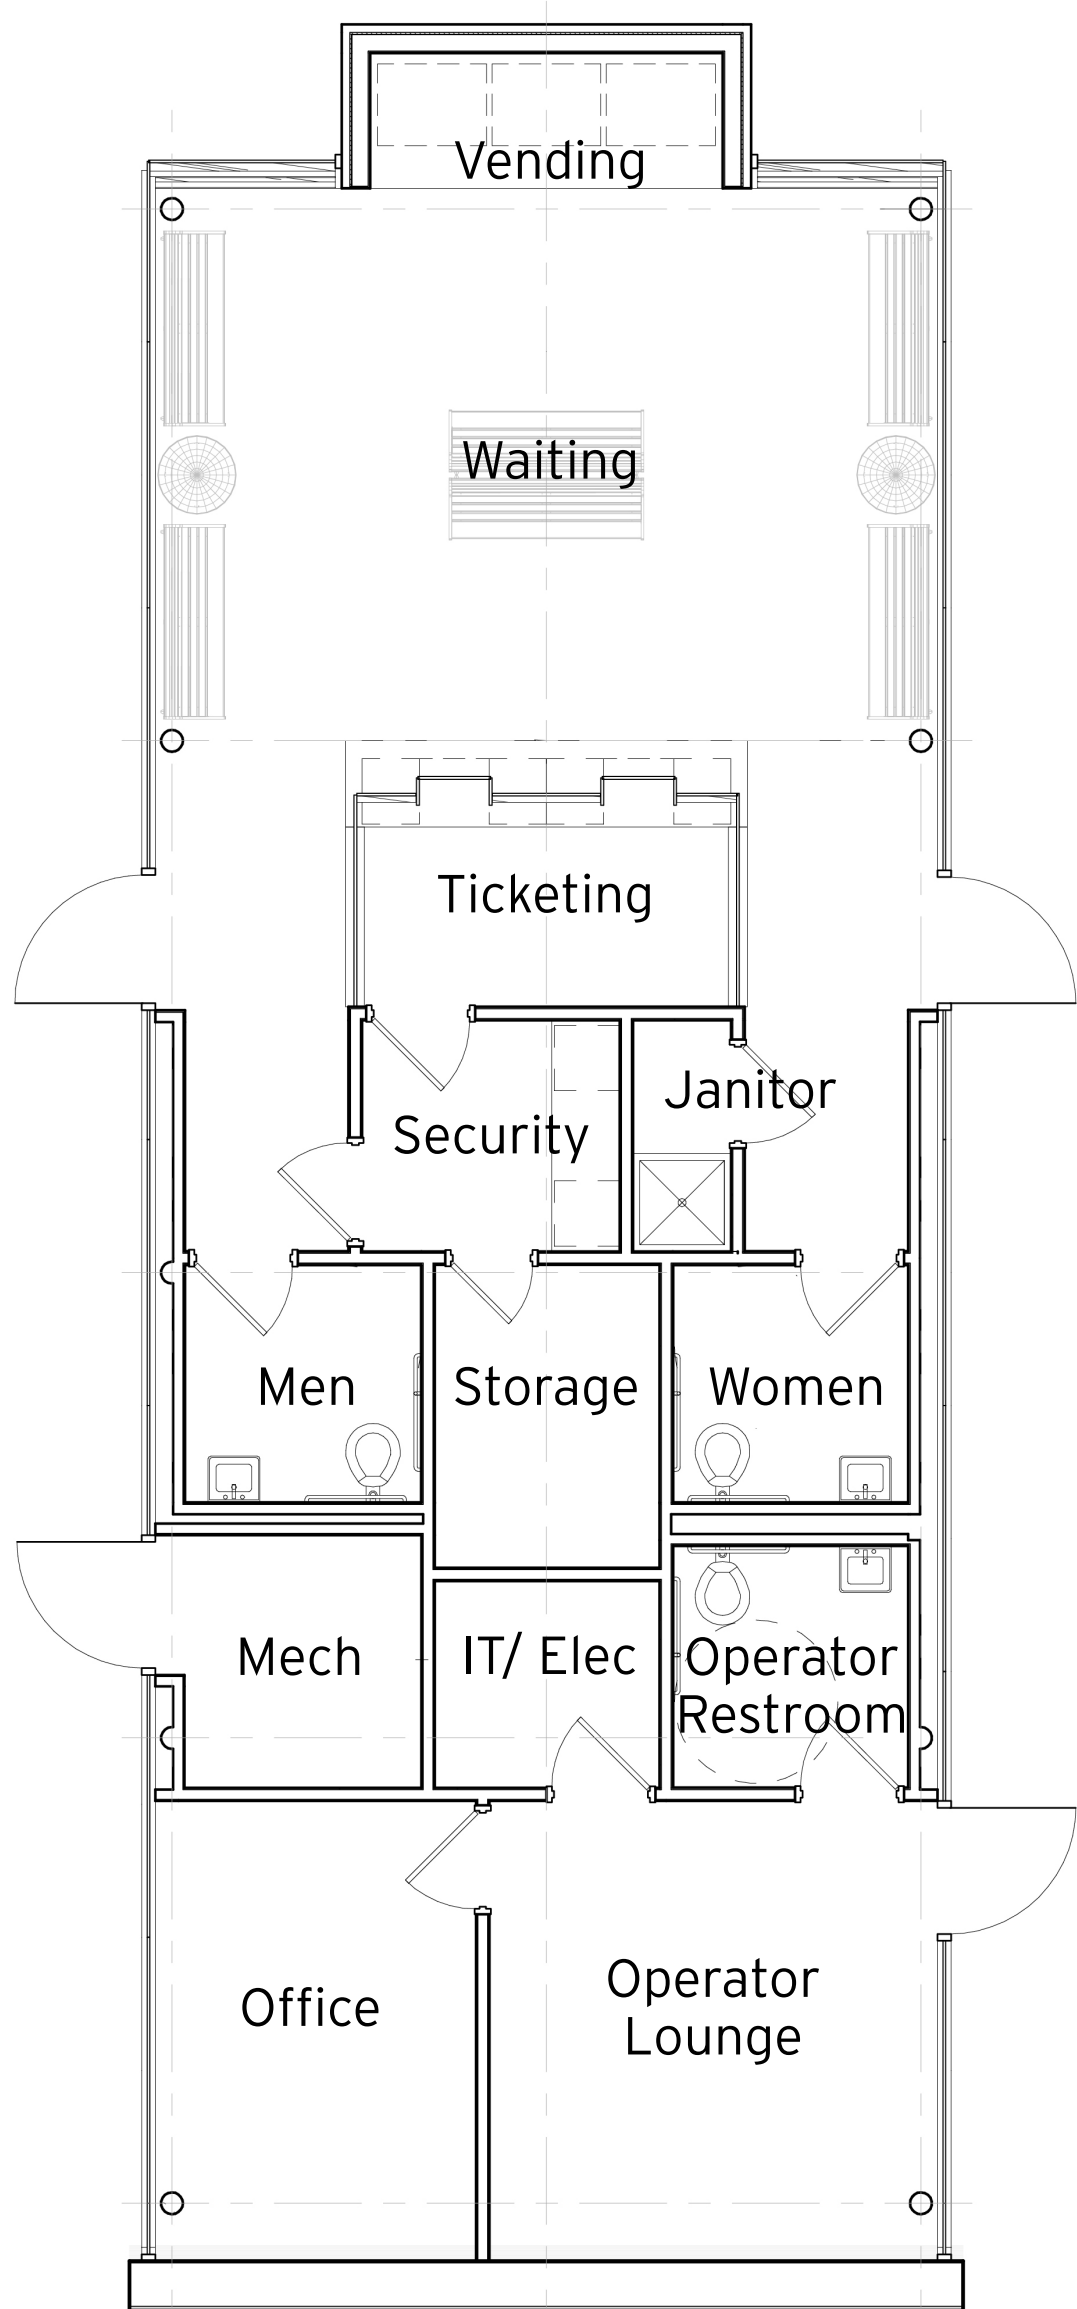 Vending
Waiting
Ticketing
Janitor
Security
Men
Storage
Women
Mech
IT/ Elec
Operator
Restroom
Office
Operator
Lounge